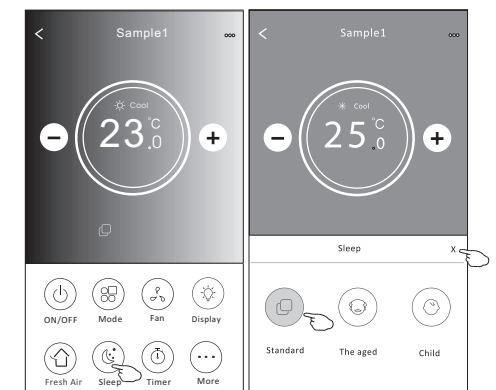 Sample1
Cool
23.0°C
ON/OFF Mode Fan Display
Fresh Air Sleep Timer More
Sample1
Cool
25.0°C
Sleep X
Standard The aged Child